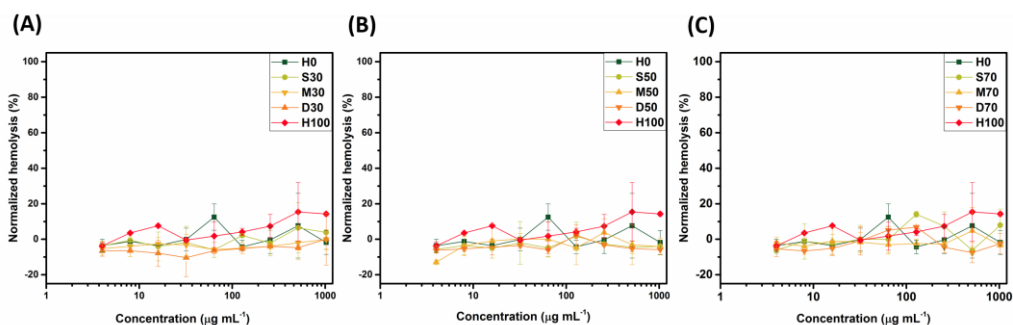 (A)
Normalized hemolysis (%)
100
80
60
40
20
0
-20
H0
S30
M30
D30
H100
1
10
100
1000
Concentration (µg mL⁻¹)
(B)
Normalized hemolysis (%)
100
80
60
40
20
0
-20
H0
S50
M50
D50
H100
1
10
100
1000
Concentration (µg mL⁻¹)
(C)
Normalized hemolysis (%)
100
80
60
40
20
0
-20
H0
S70
M70
D70
H100
1
10
100
1000
Concentration (µg mL⁻¹)